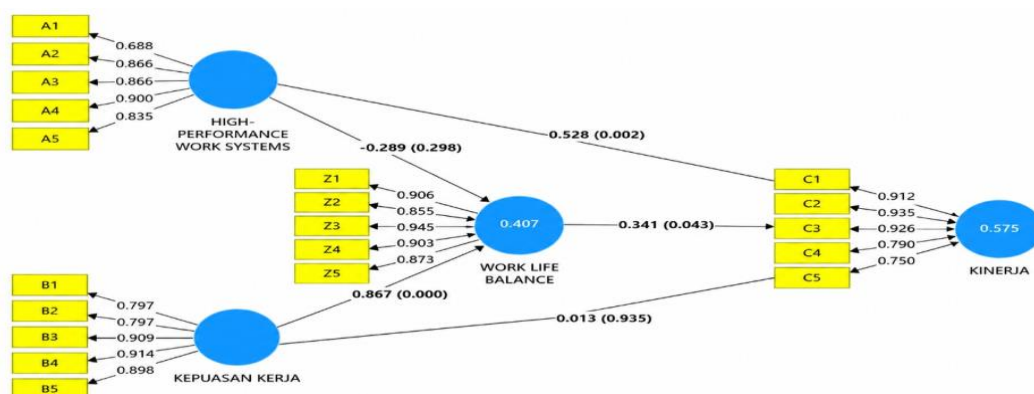 A1
A2
A3
A4
A5
0.688
0.866
0.866
0.900
0.835
HIGH-
PERFORMANCE
WORK SYSTEMS
-0.289 (0.298)
0.528 (0.002)
Z1
Z2
Z3
Z4
Z5
0.906
0.855
0.945
0.903
0.873
0.407
WORK LIFE
BALANCE
0.341 (0.043)
C1
C2
C3
C4
C5
0.912
0.935
0.926
0.790
0.750
0.575
KINERJA
0.867 (0.000)
0.013 (0.935)
B1
B2
B3
B4
B5
0.797
0.797
0.909
0.914
0.898
KEPUASAN KERJA